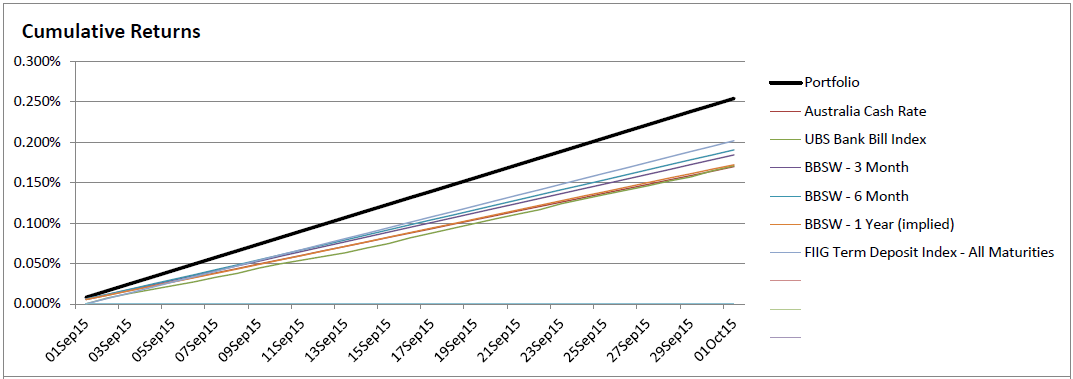 Cumulative Returns
0.300%
0.250%
0.200%
0.150%
0.100%
0.050%
0.000%
01Sep15
03Sep15
05Sep15
07Sep15
09Sep15
11Sep15
13Sep15
15Sep15
17Sep15
19Sep15
21Sep15
23Sep15
25Sep15
27Sep15
29Sep15
01Oct15
Portfolio
Australia Cash Rate
UBS Bank Bill Index
BBSW - 3 Month
BBSW - 6 Month
BBSW - 1 Year (implied)
FIIG Term Deposit Index - All Maturities